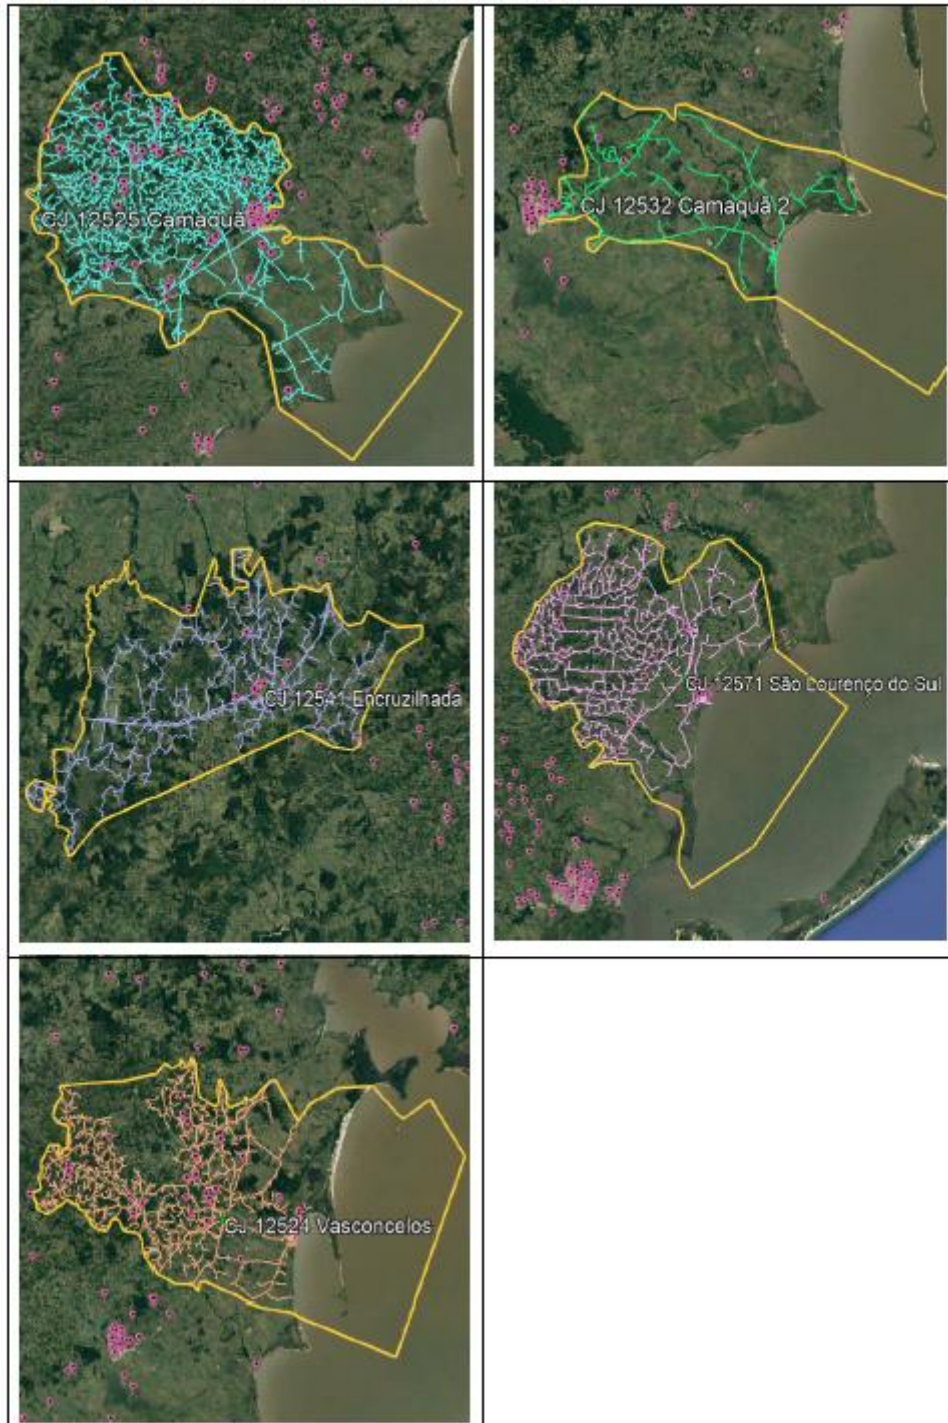 CJ 12525 Camaquã
CJ 12532 Camaquã 2
CJ 12541 Encruzilhada
CJ 12571 São Lourenço do Sul
CJ 12524 Vasconcelos